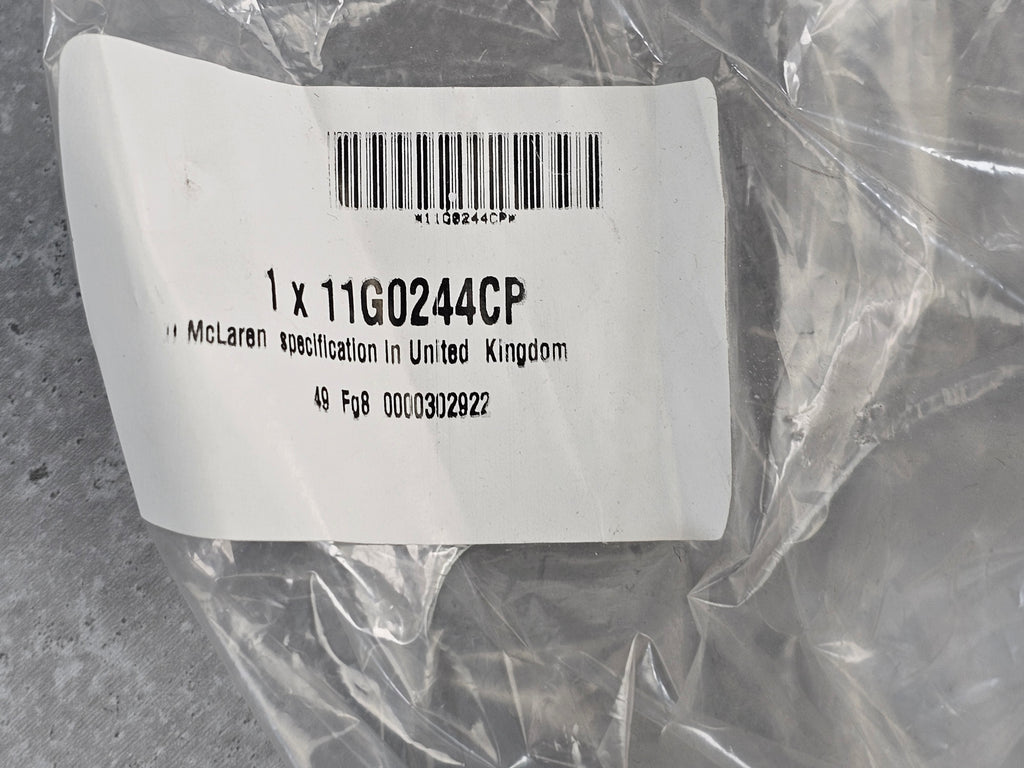 *11G0244CP*
1 x 11G0244CP
McLaren specification in United Kingdom
49 Fg8 0000302922